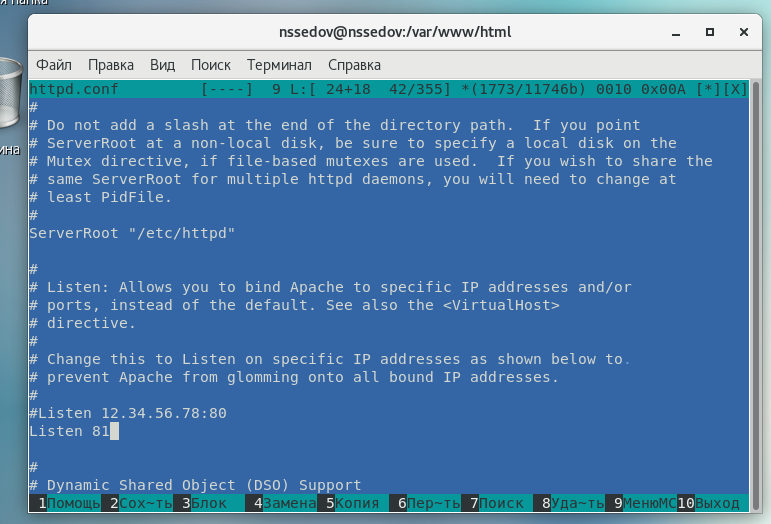 nssedov@nssedov:/var/www/html
Файл Правка Вид Поиск Терминал Справка
httpd.conf [----] 9 L:[ 24+18 42/355] *(1773/11746b) 0010 0x00A [*][X]
#
# Do not add a slash at the end of the directory path. If you point
# ServerRoot at a non-local disk, be sure to specify a local disk on the
# Mutex directive, if file-based mutexes are used. If you wish to share the
# same ServerRoot for multiple httpd daemons, you will need to change at
# least PidFile.
#
ServerRoot "/etc/httpd"
#
# Listen: Allows you to bind Apache to specific IP addresses and/or
# ports, instead of the default. See also the <VirtualHost>
# directive.
#
# Change this to Listen on specific IP addresses as shown below to.
# prevent Apache from glomming onto all bound IP addresses.
#
#Listen 12.34.56.78:80
Listen 81
#
# Dynamic Shared Object (DSO) Support
1Помощь 2Сох~ть 3Блок 4Замена 5Копия 6Пер~ть 7Поиск 8Уда~ть 9МенюMC 10Выход